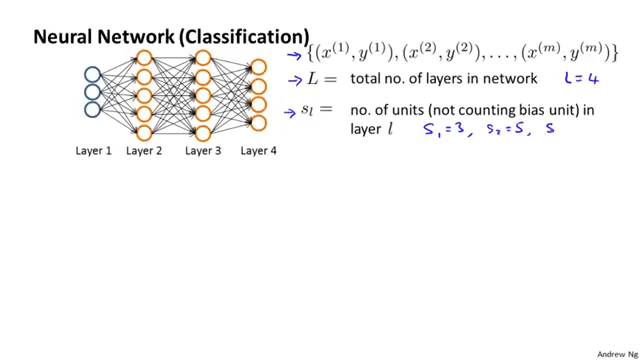 Neural Network (Classification)
→ {(x^{(1)}, y^{(1)}), (x^{(2)}, y^{(2)}), ..., (x^{(m)}, y^{(m)})}
→ L = total no. of layers in network L = 4
→ s_l = no. of units (not counting bias unit) in
layer l s_1 = 3, s_2 = 5, s
Layer 1 Layer 2 Layer 3 Layer 4
Andrew Ng